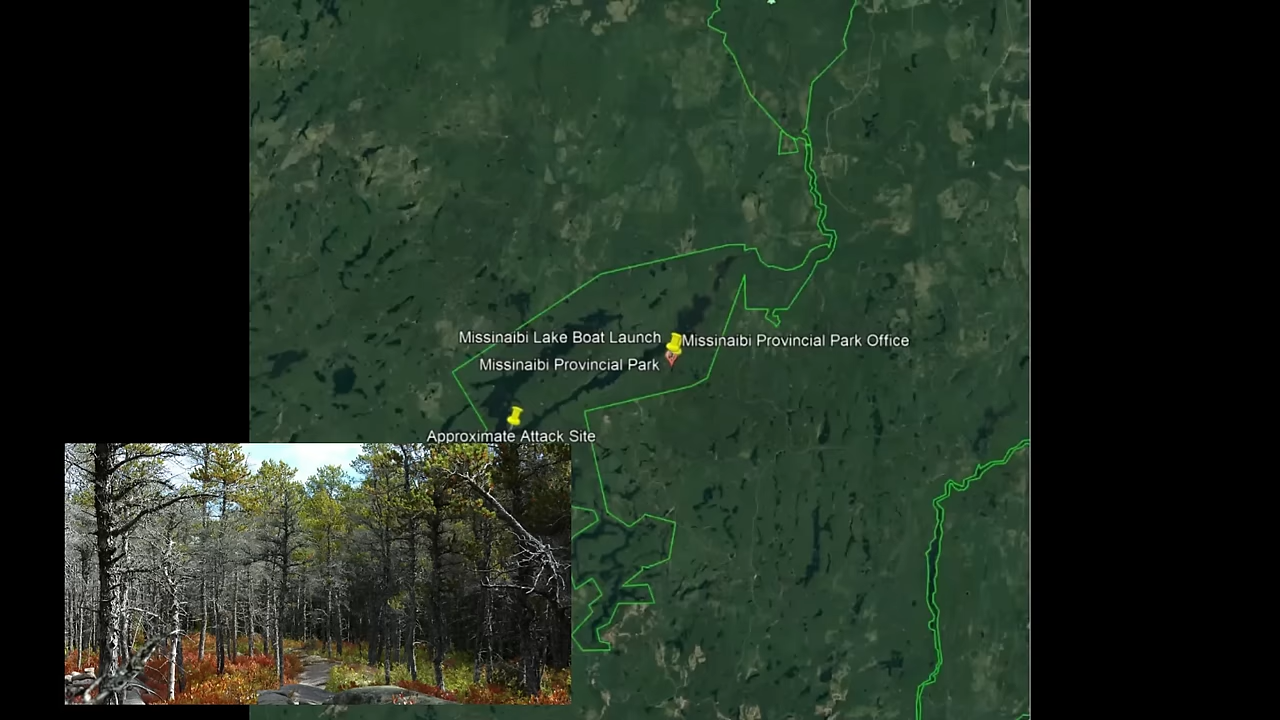 Missinaibi Lake Boat Launch
Missinaibi Provincial Park Office
Missinaibi Provincial Park
Approximate Attack Site